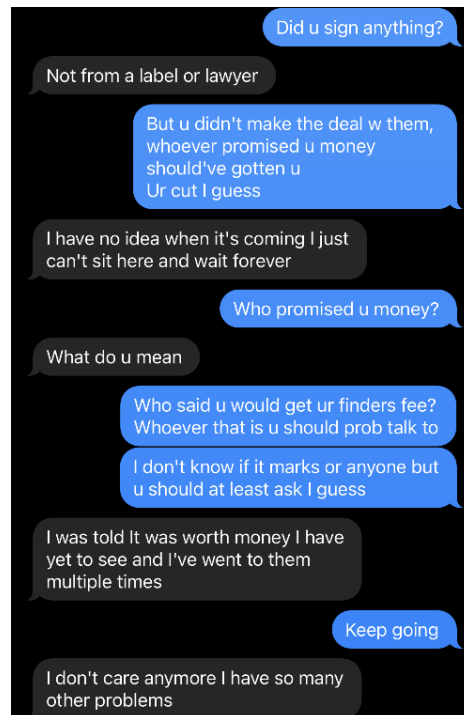 Did u sign anything?
Not from a label or lawyer
But u didn't make the deal w them,
whoever promised u money
should've gotten u
Ur cut I guess
I have no idea when it's coming I just
can't sit here and wait forever
Who promised u money?
What do u mean
Who said u would get ur finders fee?
Whoever that is u should prob talk to
I don't know if it marks or anyone but
u should at least ask I guess
I was told It was worth money I have
yet to see and I've went to them
multiple times
Keep going
I don't care anymore I have so many
other problems